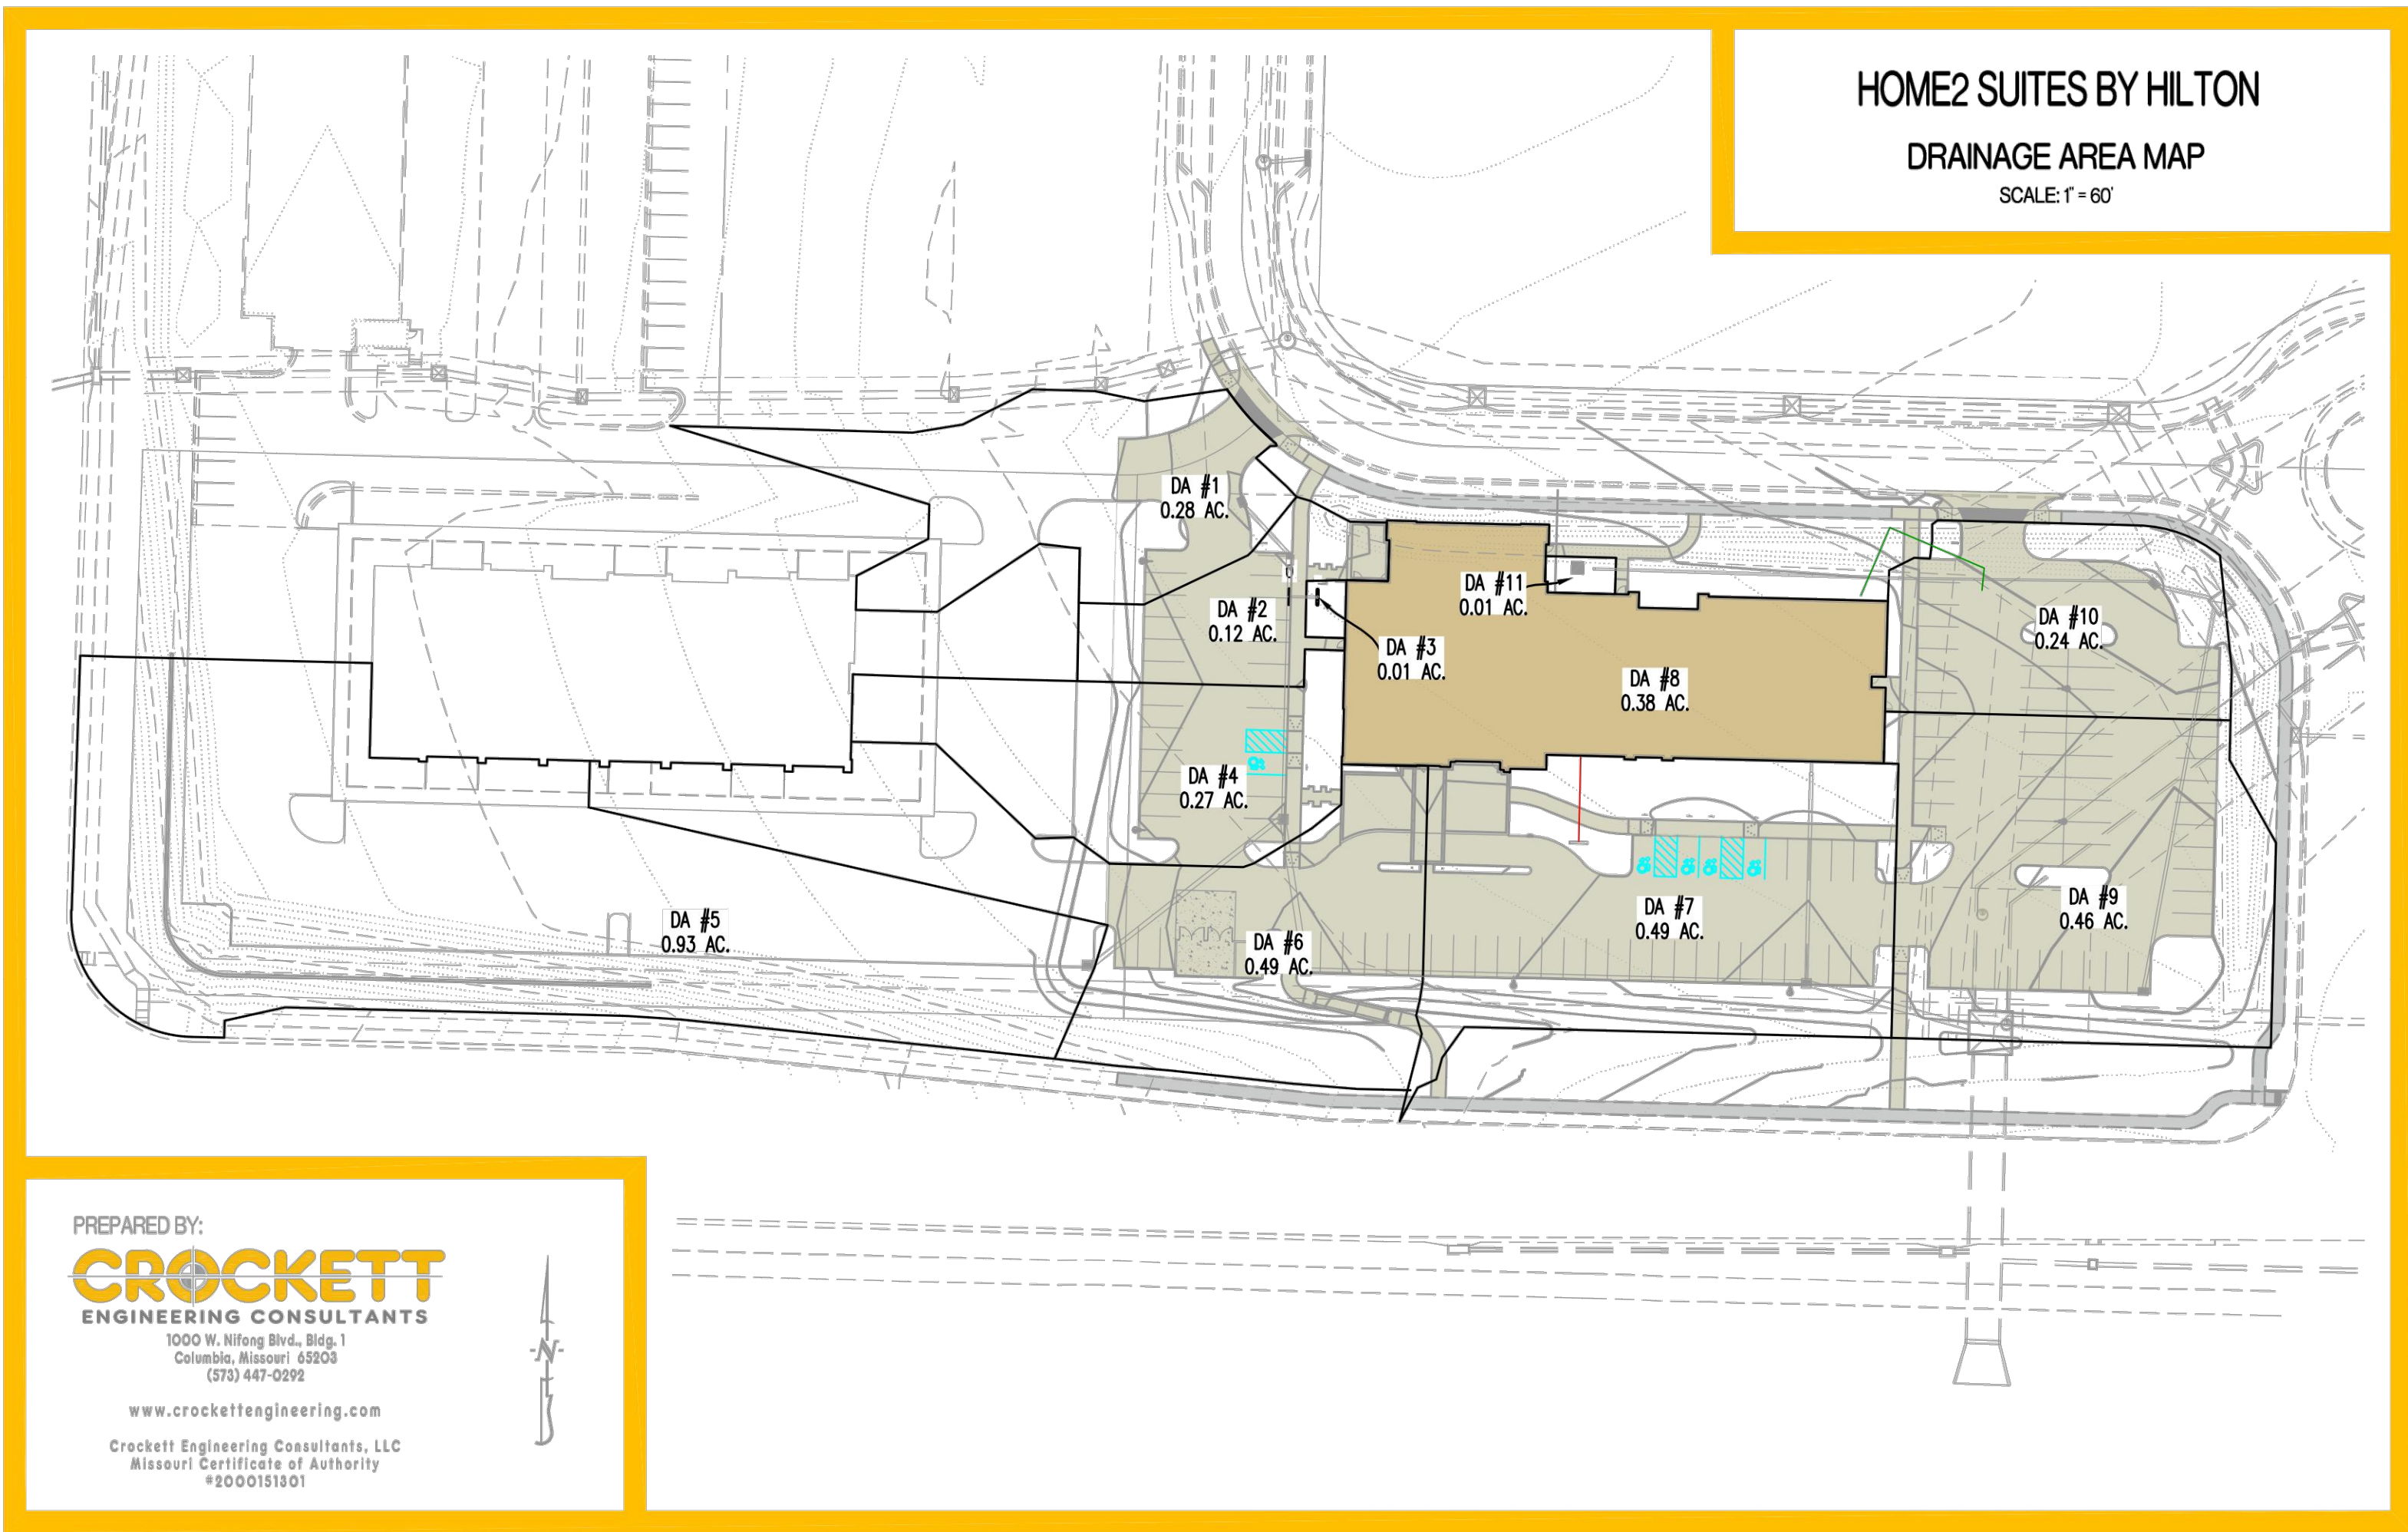 HOME2 SUITES BY HILTON
DRAINAGE AREA MAP
SCALE: 1" = 60'
DA #1
0.28 AC.
DA #2
0.12 AC.
DA #3
0.01 AC.
DA #11
0.01 AC.
DA #8
0.38 AC.
DA #10
0.24 AC.
DA #4
0.27 AC.
DA #5
0.93 AC.
DA #6
0.49 AC.
DA #7
0.49 AC.
DA #9
0.46 AC.
PREPARED BY:
CROCKETT
ENGINEERING CONSULTANTS
1000 W. Nifong Blvd., Bldg. 1
Columbia, Missouri 65203
(573) 447-0292
www.crockettengineering.com
Crockett Engineering Consultants, LLC
Missouri Certificate of Authority
#2000151301
N